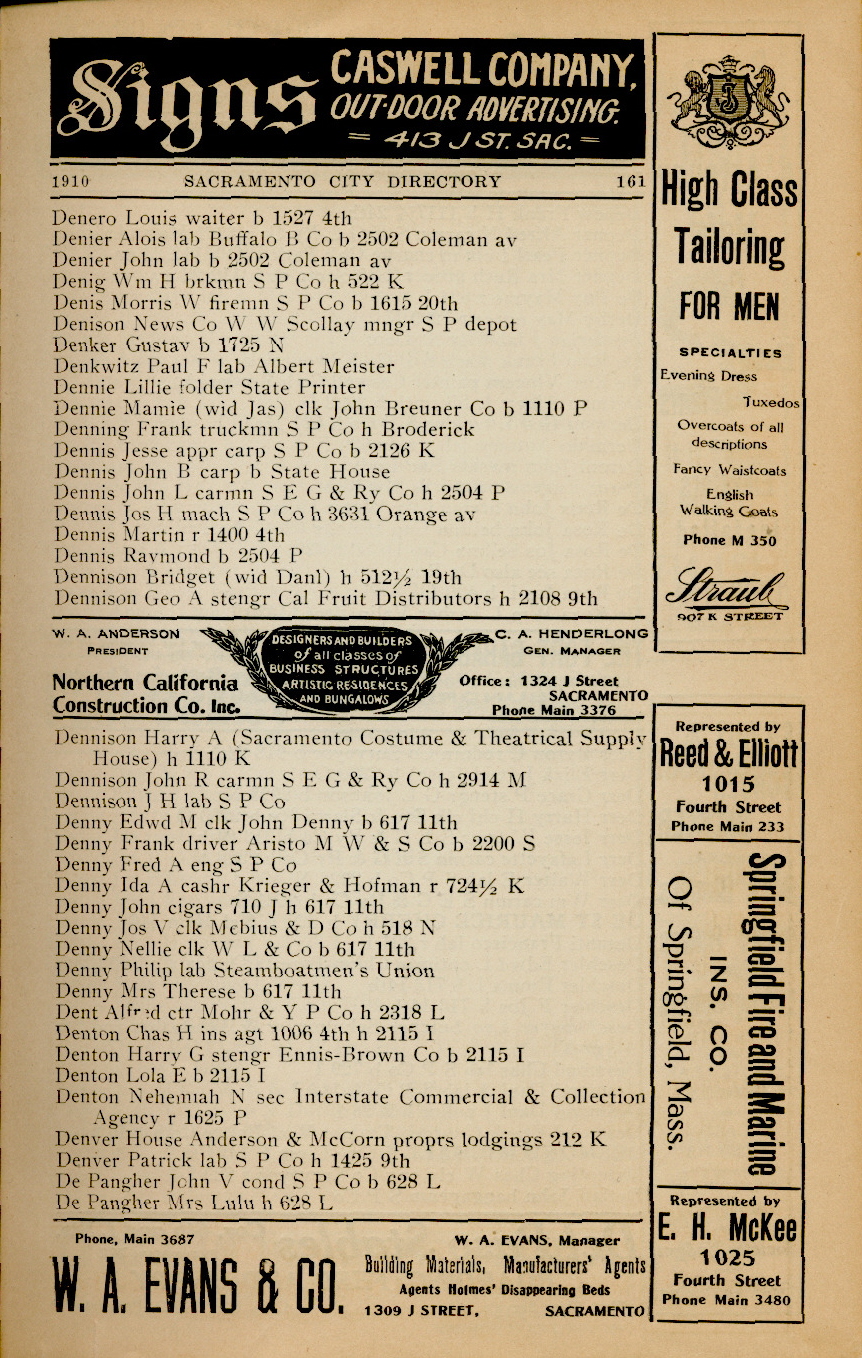 Signs
CASWELL COMPANY,
OUT-DOOR ADVERTISING.
= 413 J ST. SAC. =
1910 SACRAMENTO CITY DIRECTORY 161
Denero Louis waiter b 1527 4th
Denier Alois lab Buffalo B Co b 2502 Coleman av
Denier John lab b 2502 Coleman av
Denig Wm H brkmn S P Co h 522 K
Denis Morris W firemn S P Co b 1615 20th
Denison News Co W W Scollay mngr S P depot
Denker Gustav b 1725 N
Denkwitz Paul F lab Albert Meister
Dennie Lillie folder State Printer
Dennie Mamie (wid Jas) clk John Breuner Co b 1110 P
Denning Frank truckmn S P Co h Broderick
Dennis Jesse appr carp S P Co b 2126 K
Dennis John B carp b State House
Dennis John L carmn S E G & Ry Co h 2504 P
Dennis Jos H mach S P Co h 3631 Orange av
Dennis Martin r 1400 4th
Dennis Raymond b 2504 P
Dennison Bridget (wid Danl) h 512½ 19th
Dennison Geo A stengr Cal Fruit Distributors h 2108 9th
W. A. ANDERSON
PRESIDENT
Northern California
Construction Co. Inc.
DESIGNERS AND BUILDERS
of all classes of
BUSINESS STRUCTURES
ARTISTIC RESIDENCES
AND BUNGALOWS
C. A. HENDERLONG
GEN. MANAGER
Office: 1324 J Street
SACRAMENTO
Phone Main 3376
Dennison Harry A (Sacramento Costume & Theatrical Supply
House) h 1110 K
Dennison John R carmn S E G & Ry Co h 2914 M
Dennison J H lab S P Co
Denny Edwd M clk John Denny b 617 11th
Denny Frank driver Aristo M W & S Co b 2200 S
Denny Fred A eng S P Co
Denny Ida A cashr Krieger & Hofman r 724½ K
Denny John cigars 710 J h 617 11th
Denny Jos V clk Mebius & D Co h 518 N
Denny Nellie clk W L & Co b 617 11th
Denny Philip lab Steamboatmen's Union
Denny Mrs Therese b 617 11th
Dent Alfred ctr Mohr & Y P Co h 2318 L
Denton Chas H ins agt 1006 4th h 2115 I
Denton Harry G stengr Ennis-Brown Co b 2115 I
Denton Lola E b 2115 I
Denton Nehemiah N sec Interstate Commercial & Collection
Agency r 1625 P
Denver House Anderson & McCorn proprs lodgings 212 K
Denver Patrick lab S P Co h 1425 9th
De Pangher John V cond S P Co b 628 L
De Pangher Mrs Lulu h 628 L
Phone, Main 3687
W. A. EVANS & CO.
W. A. EVANS, Manager
Building Materials, Manufacturers' Agents
Agents Holmes' Disappearing Beds
1309 J STREET, SACRAMENTO
High Class
Tailoring
FOR MEN
SPECIALTIES
Evening Dress
Tuxedos
Overcoats of all
descriptions
Fancy Waistcoats
English
Walking Coats
Phone M 350
Straub
907 K STREET
Represented by
Reed & Elliott
1015
Fourth Street
Phone Main 233
Springfield Fire and Marine
INS. CO.
Of Springfield, Mass.
Represented by
E. H. McKee
1025
Fourth Street
Phone Main 3480